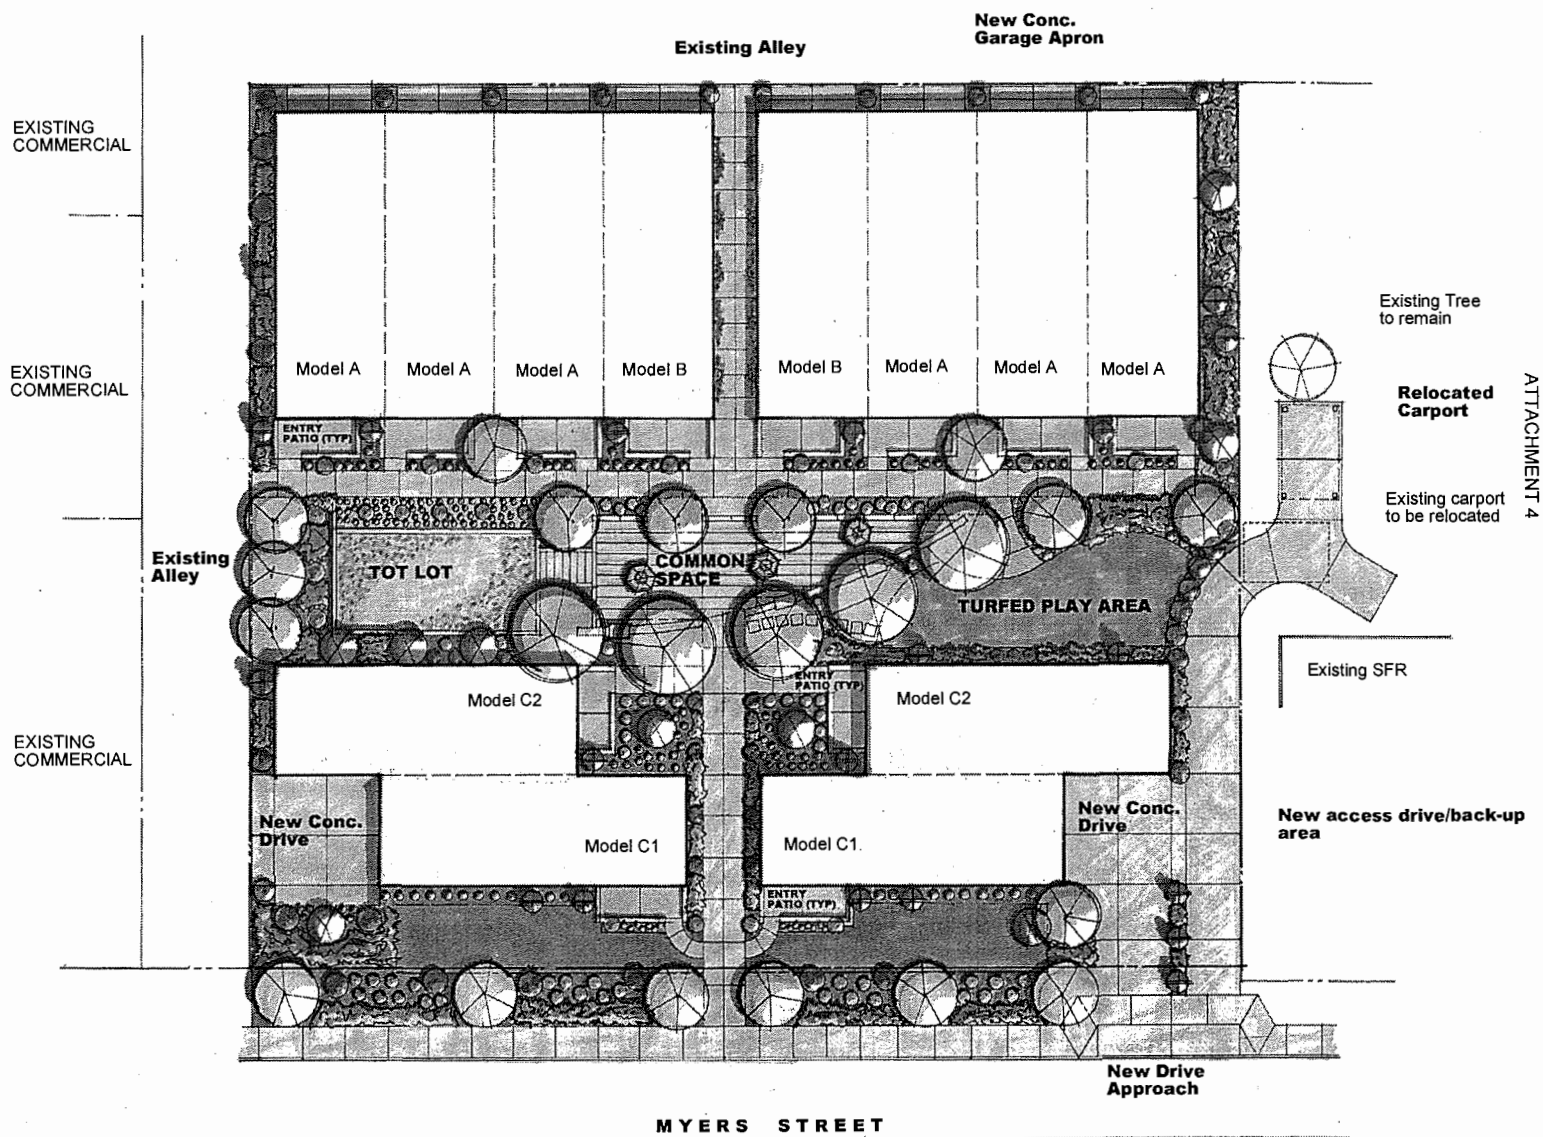 New Conc.
Garage Apron
Existing Alley
EXISTING
COMMERCIAL
Existing Tree
to remain
EXISTING
COMMERCIAL
Model A
Model A
Model A
Model B
Model B
Model A
Model A
Model A
Relocated
Carport
ATTACHMENT 4
ENTRY
PATIO (TYP)
Existing carport
to be relocated
Existing
Alley
TOT LOT
COMMON
SPACE
TURFED PLAY AREA
Existing SFR
Model C2
ENTRY
PATIO (TYP)
Model C2
EXISTING
COMMERCIAL
New Conc.
Drive
Model C1
Model C1.
New Conc.
Drive
New access drive/back-up
area
ENTRY
PATIO (TYP)
New Drive
Approach
MYERS STREET